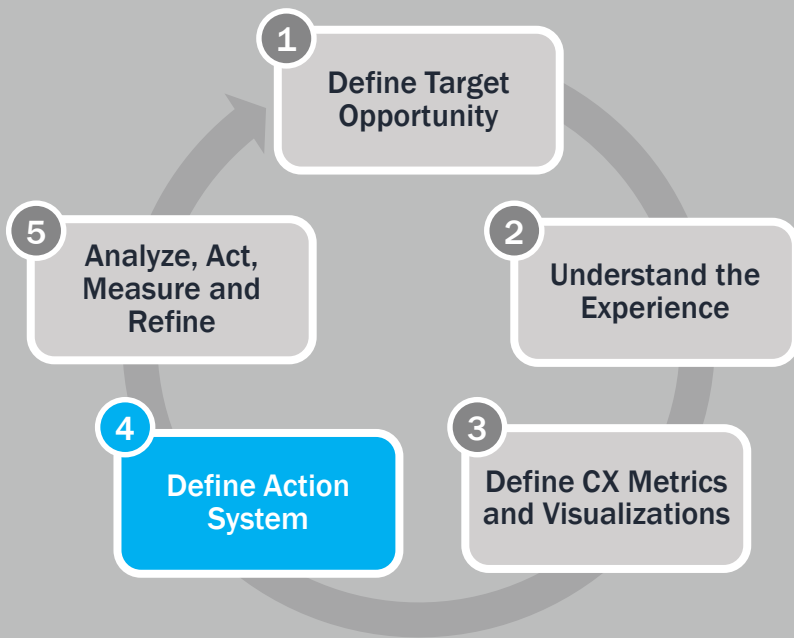 1
Define Target
Opportunity
2
Understand the
Experience
3
Define CX Metrics
and Visualizations
4
Define Action
System
5
Analyze, Act,
Measure and
Refine